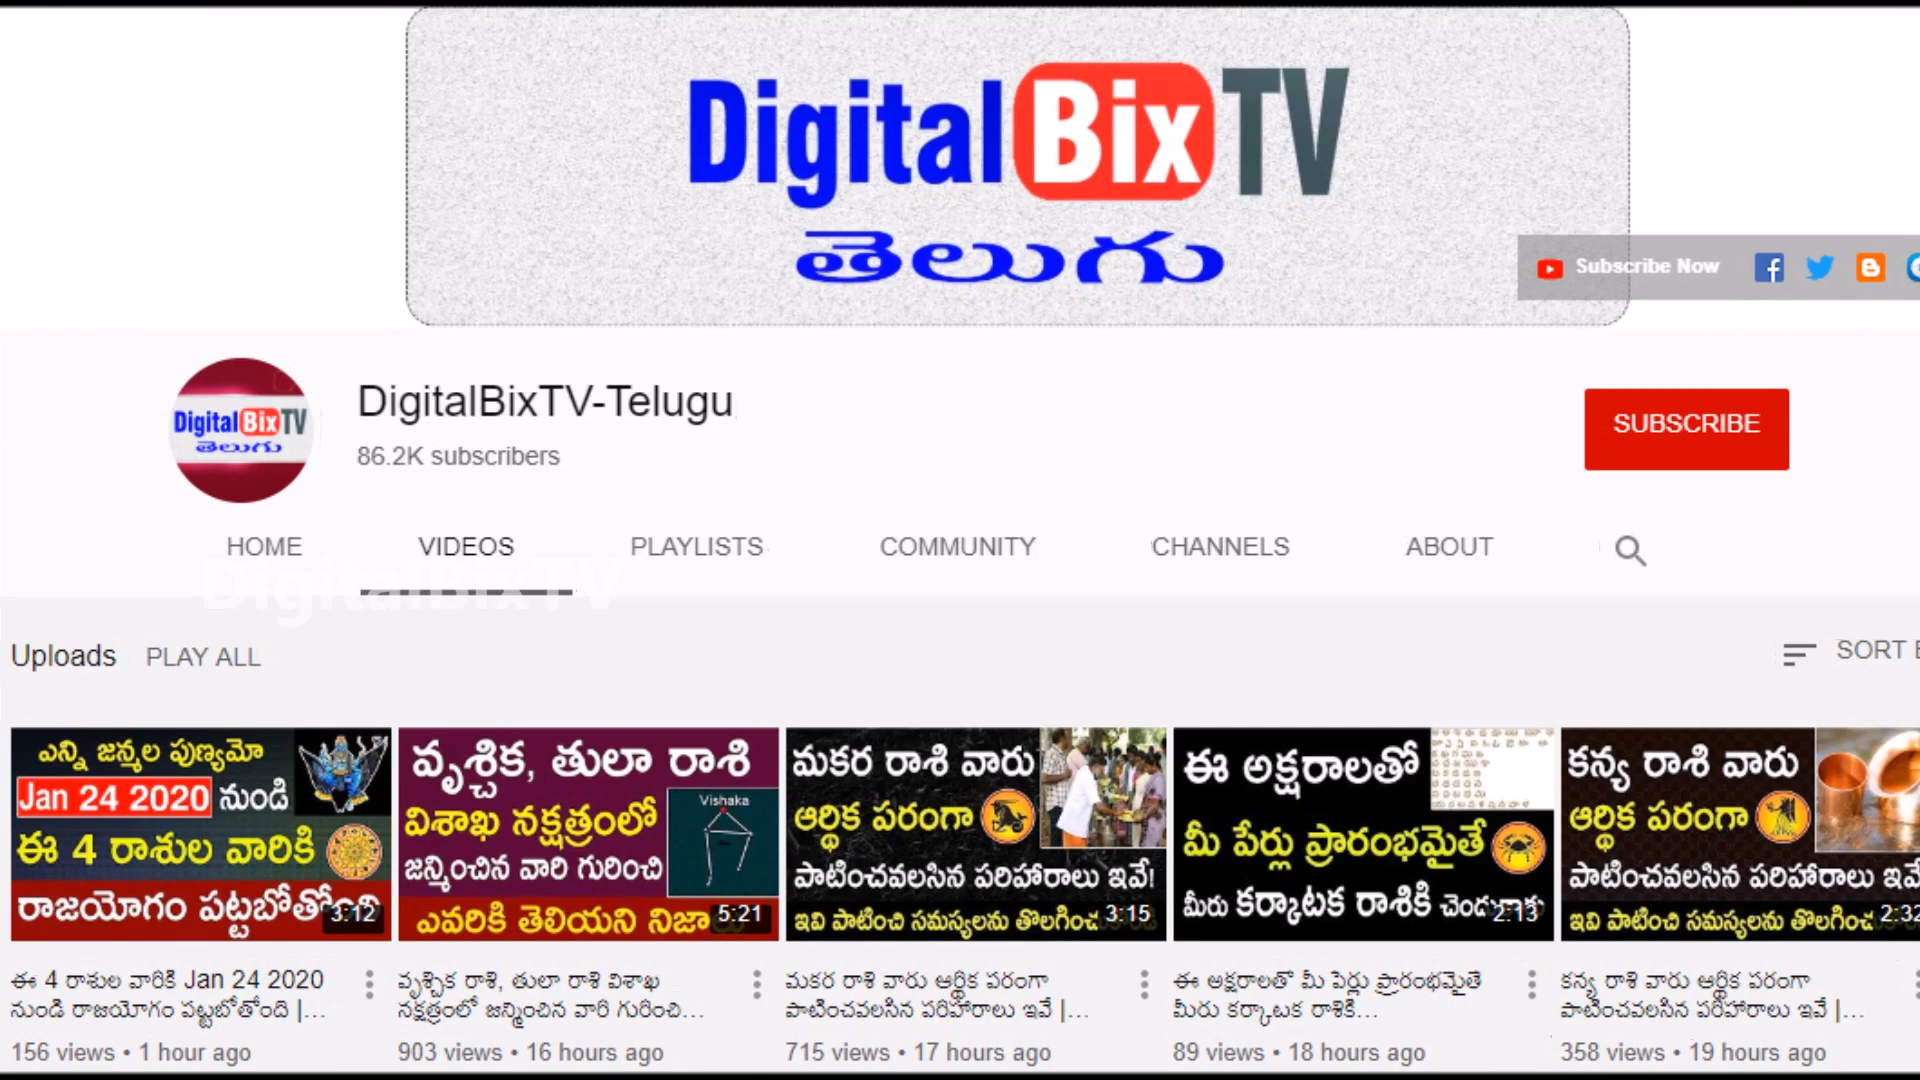 DigitalBixTV
తెలుగు
Subscribe Now
DigitalBixTV
తెలుగు
DigitalBixTV-Telugu
86.2K subscribers
SUBSCRIBE
HOME
VIDEOS
PLAYLISTS
COMMUNITY
CHANNELS
ABOUT
DigitalBixTV
Uploads
PLAY ALL
SORT
ఎన్ని జన్మల పుణ్యమో
Jan 24 2020 నుండి
ఈ 4 రాశుల వారికి
రాజయోగం పట్టబోతోంది
3:12
వృశ్చిక, తులా రాశి
విశాఖ నక్షత్రంలో
Vishaka
జన్మించిన వారి గురించి
ఎవరికి తెలియని
5:21
మకర రాశి వారు
ఆర్థిక పరంగా
పాటించవలసిన పరిహారాలు ఇవే!
ఇవి పాటించి సమస్యలను
3:15
ఈ అక్షరాలతో
మీ పేర్లు ప్రారంభమైతే
మీరు కర్కాటక రాశికి
2:13
కన్య రాశి వారు
ఆర్థిక పరంగా
పాటించవలసిన పరిహారాలు ఇవే
ఇవి పాటించి సమస్యలను
2:32
ఈ 4 రాశుల వారికి Jan 24 2020
నుండి రాజయోగం పట్టబోతోంది |...
156 views • 1 hour ago
వృశ్చిక రాశి, తులా రాశి విశాఖ
నక్షత్రంలో జన్మించిన వారి గురించి...
903 views • 16 hours ago
మకర రాశి వారు ఆర్థిక పరంగా
పాటించవలసిన పరిహారాలు ఇవే |...
715 views • 17 hours ago
ఈ అక్షరాలతో మీ పేర్లు ప్రారంభమైతే
మీరు కర్కాటక రాశికి...
89 views • 18 hours ago
కన్య రాశి వారు ఆర్థిక పరంగా
పాటించవలసిన పరిహారాలు ఇవే |...
358 views • 19 hours ago